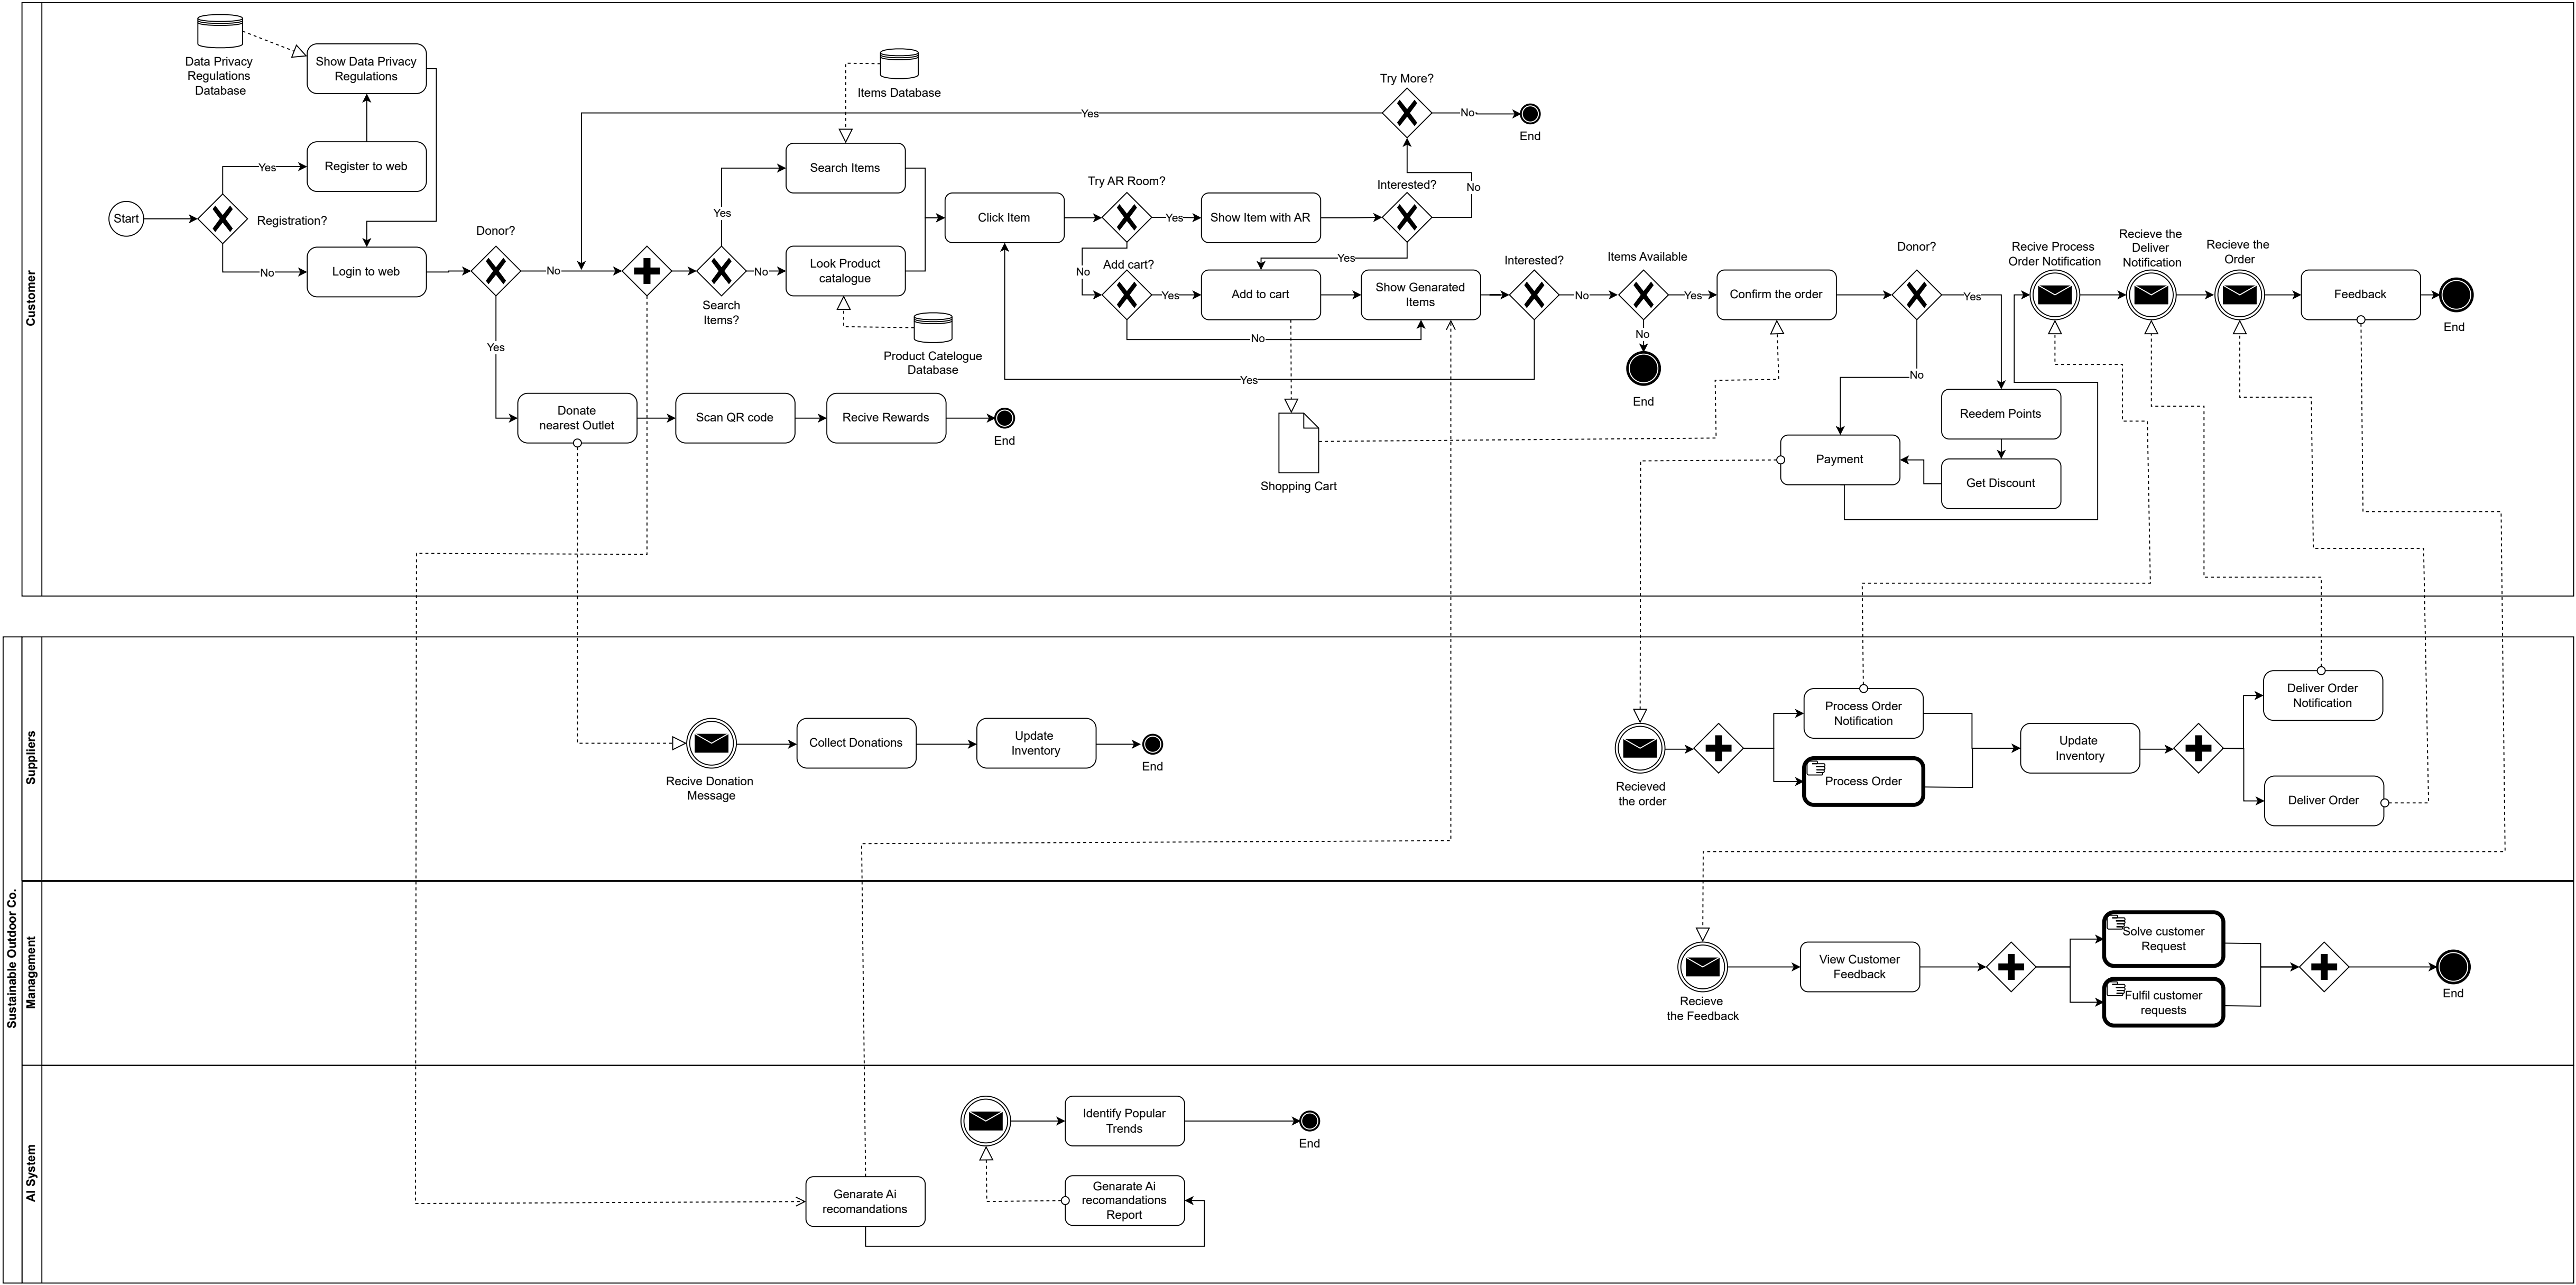 Customer
Data Privacy
Regulations
Database
Show Data Privacy
Regulations
Register to web
Yes
Start
Registration?
No
Login to web
Donor?
No
Yes
Items Database
Yes
Search Items
Yes
Search
Items?
No
Look Product
catalogue
Product Catelogue
Database
Donate
nearest Outlet
Scan QR code
Recive Rewards
End
Click Item
Try AR Room?
Yes
No
Show Item with AR
Interested?
No
Yes
Try More?
No
End
Add cart?
Yes
No
Add to cart
Show Genarated
Items
Interested?
No
Yes
Shopping Cart
Items Available
Yes
No
End
Confirm the order
Donor?
Yes
No
Reedem Points
Get Discount
Payment
Recive Process
Order Notification
Recieve the
Deliver
Notification
Recieve the
Order
Feedback
End
Sustainable Outdoor Co.
Suppliers
Recive Donation
Message
Collect Donations
Update
Inventory
End
Recieved
the order
Process Order
Notification
Process Order
Update
Inventory
Deliver Order
Notification
Deliver Order
Management
Recieve
the Feedback
View Customer
Feedback
Solve customer
Request
Fulfil customer
requests
End
AI System
Genarate Ai
recomandations
Identify Popular
Trends
End
Genarate Ai
recomandations
Report